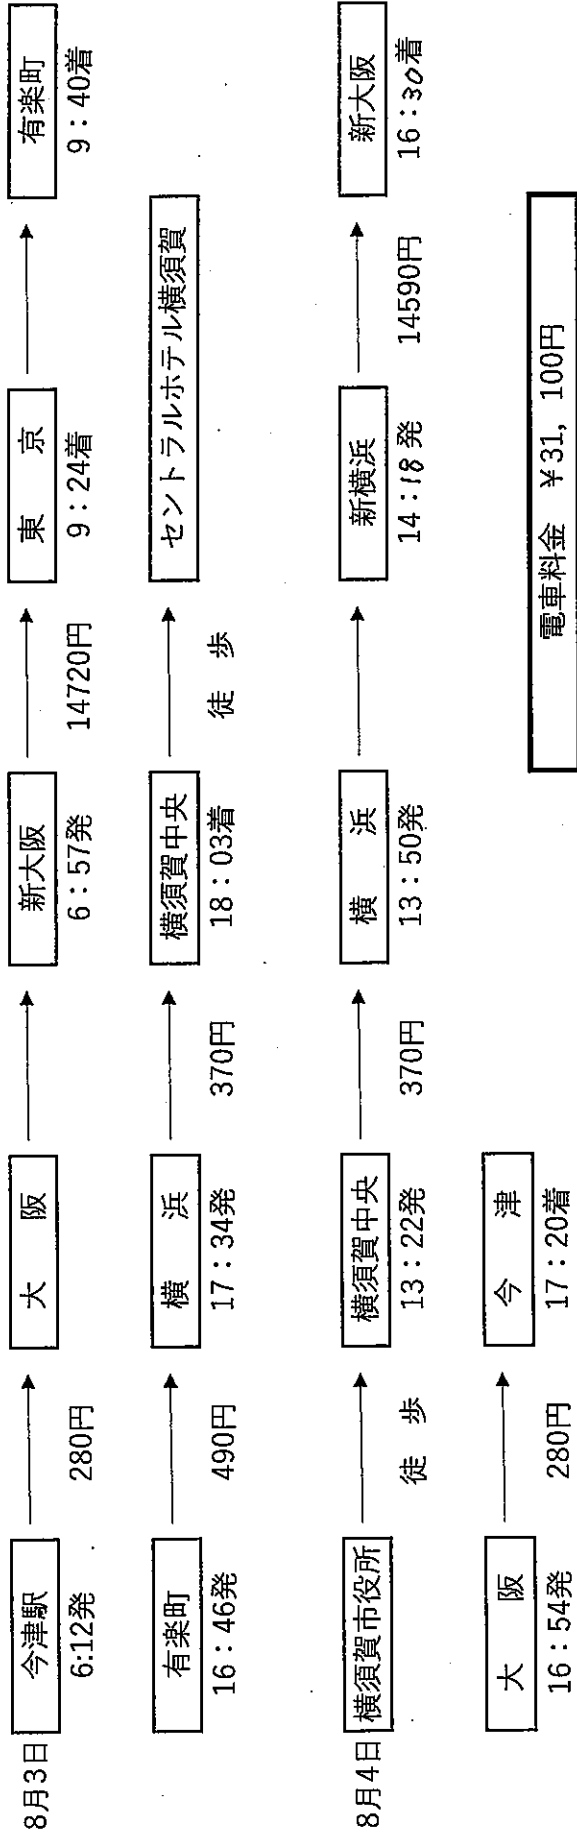 8月3日 今津駅 → 大　阪 → 新大阪 → 東　京 → 有楽町
6:12発 280円 6：57発 14720円 9：24着 9：40着
有楽町 → 横　浜 → 横須賀中央 → セントラルホテル横須賀
16：46発 490円 17：34発 370円 18：03着 徒　歩
8月4日 横須賀市役所 → 横須賀中央 → 横　浜 → 新横浜 → 新大阪
徒　歩 13：22発 370円 13：50発 14：18発 14590円 16：30着
大　阪 → 今　津
16：54発 280円 17：20着
電車料金　￥31，100円